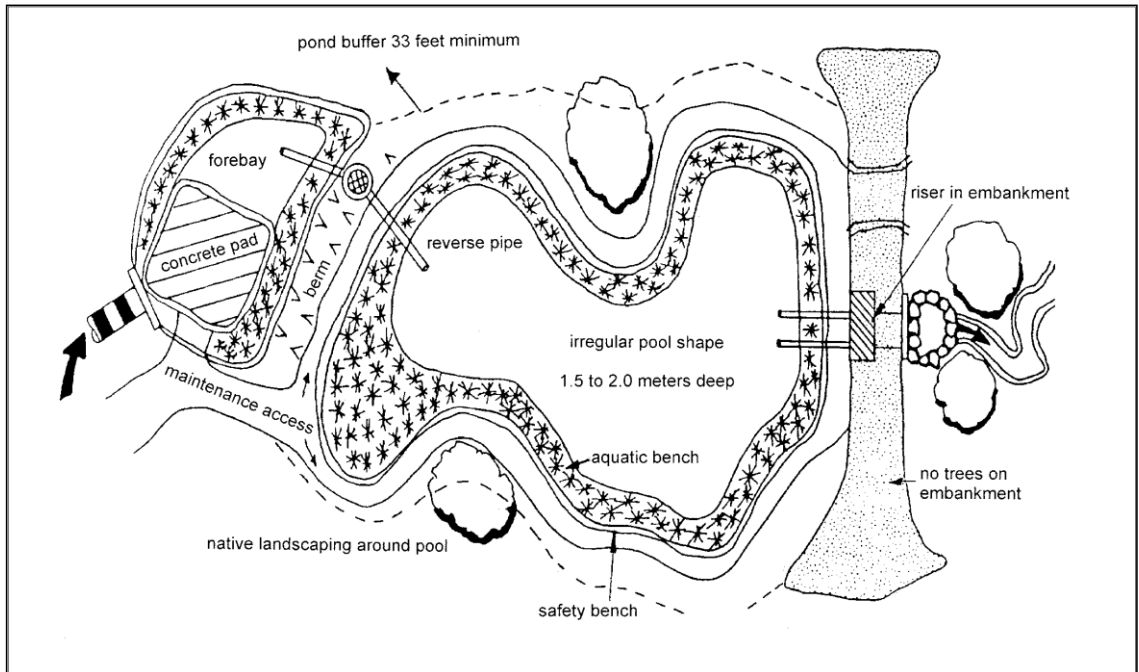 pond buffer 33 feet minimum
forebay
concrete pad
berm
reverse pipe
riser in embankment
maintenance access
irregular pool shape
1.5 to 2.0 meters deep
aquatic bench
no trees on
embankment
native landscaping around pool
safety bench